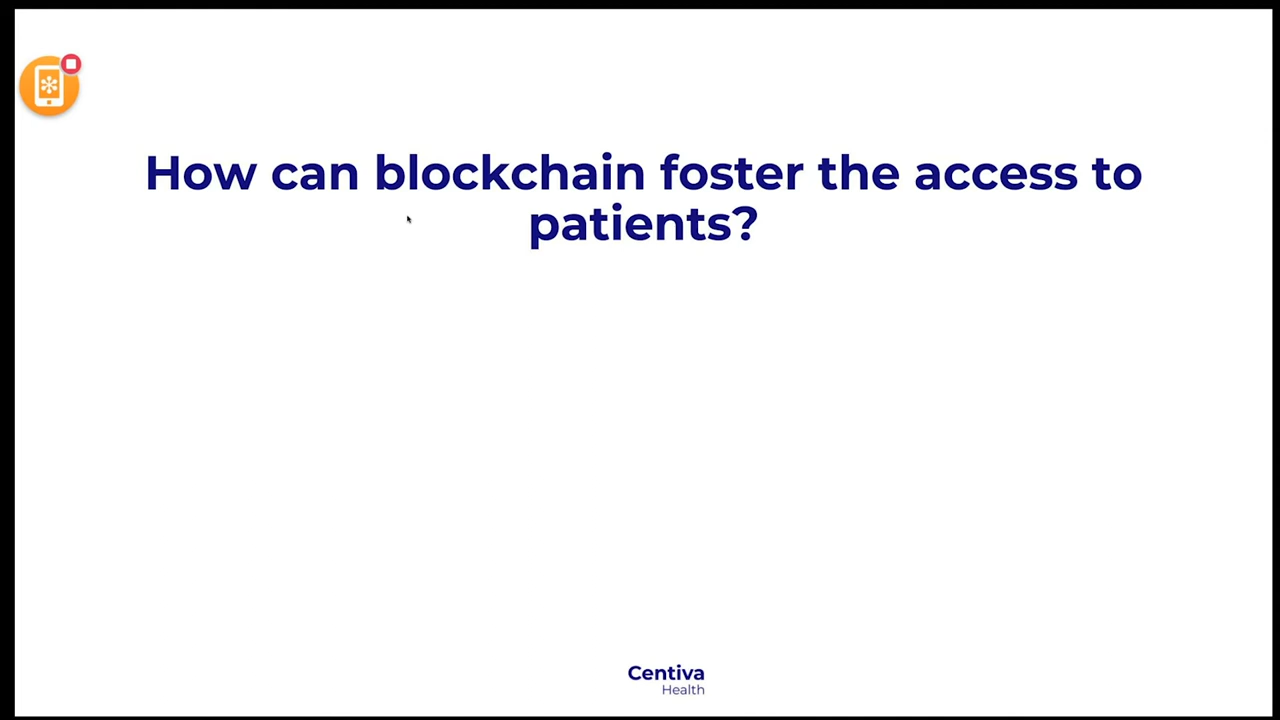 How can blockchain foster the access to
patients?
Centiva
Health